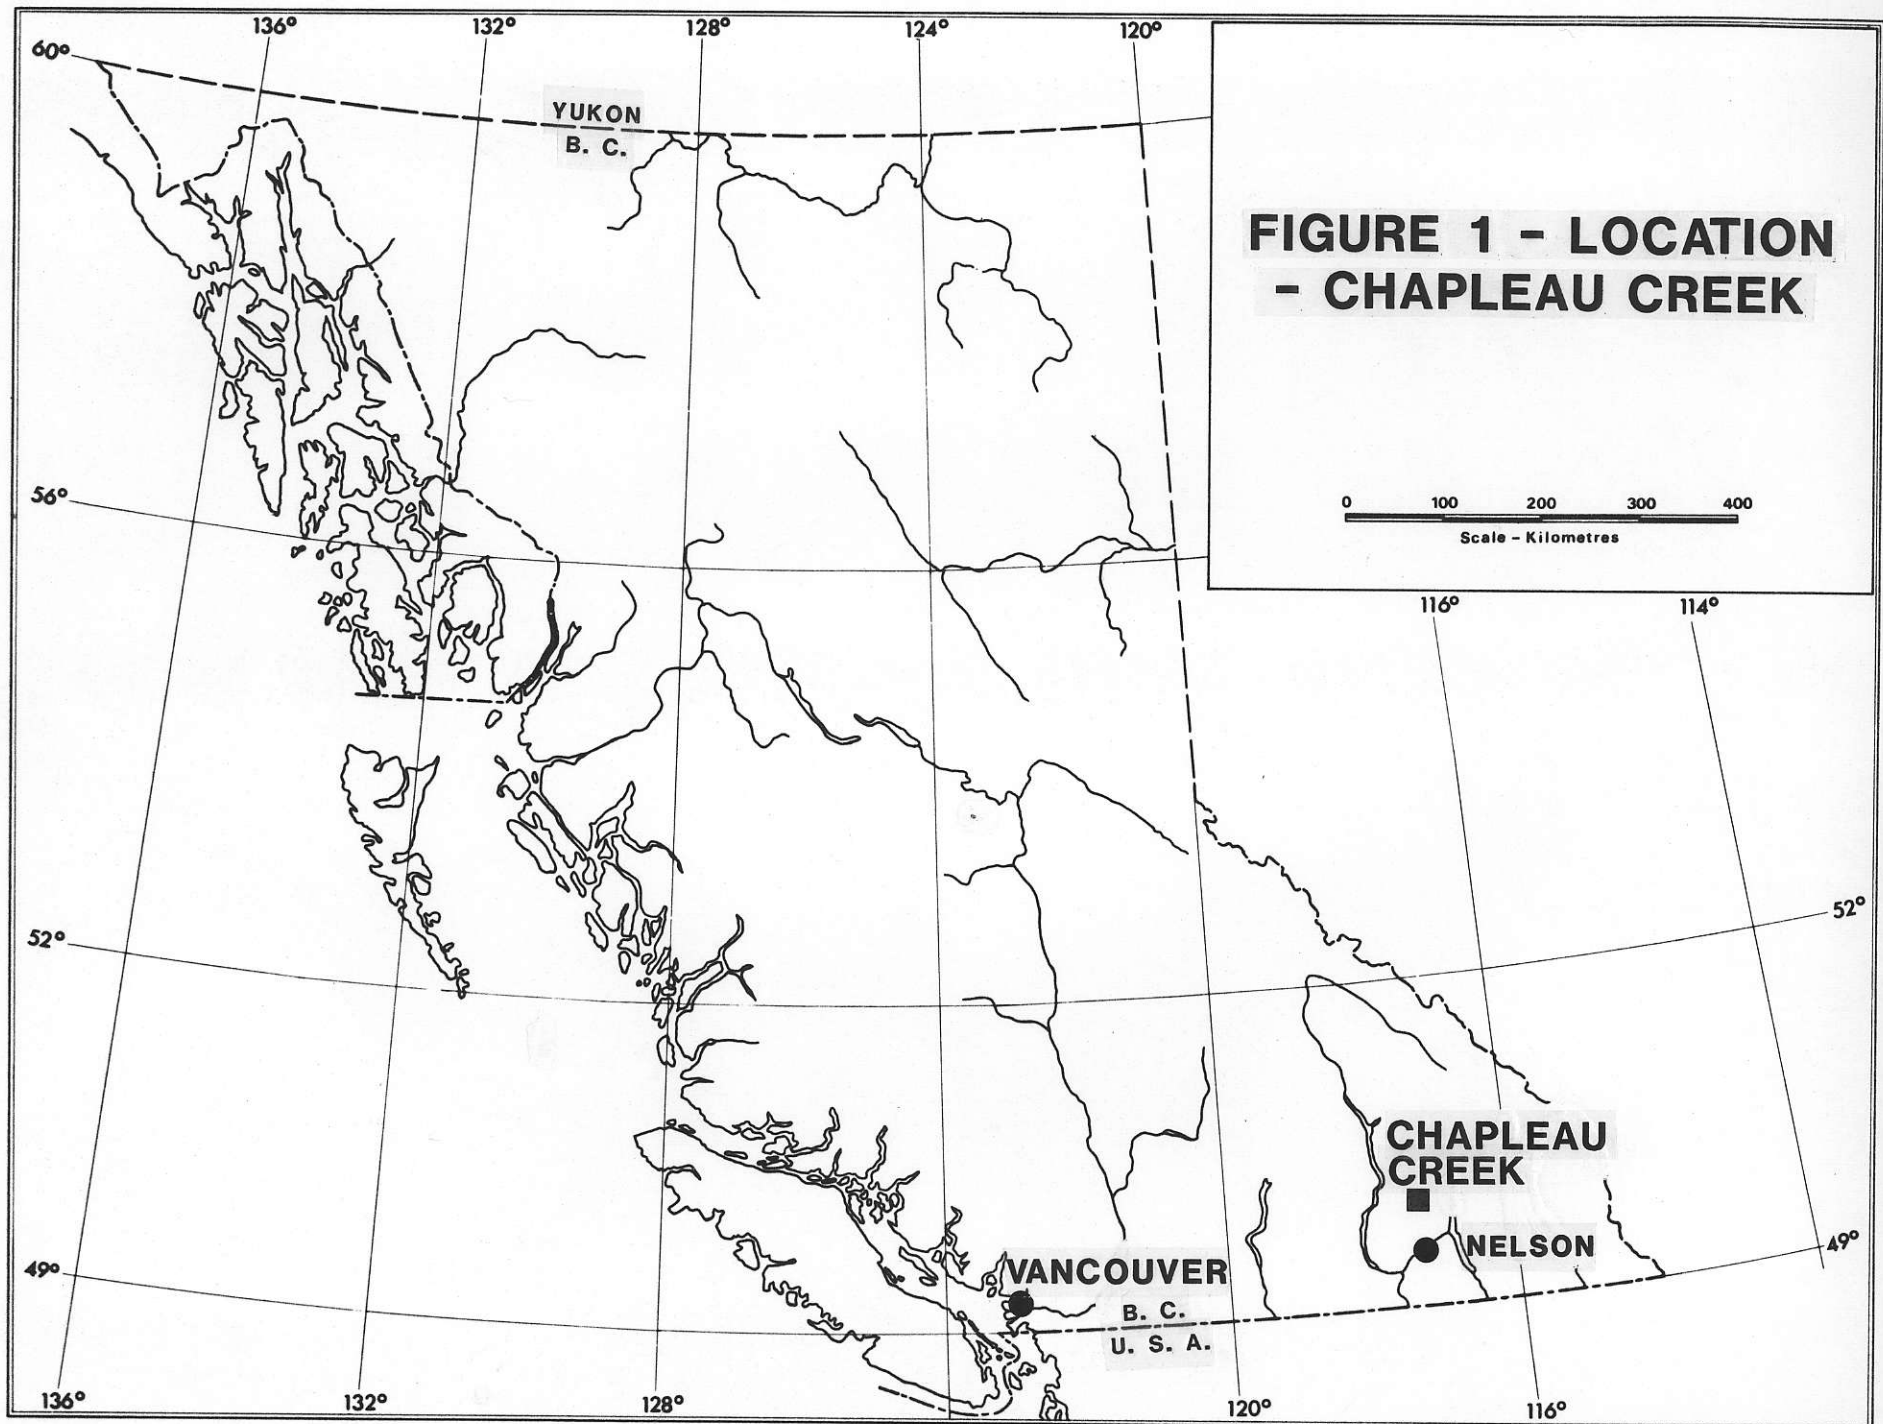 136°
132°
128°
124°
120°
60°
YUKON
B. C.
FIGURE 1 - LOCATION
- CHAPLEAU CREEK
56°
0 100 200 300 400
Scale - Kilometres
116°
114°
52°
52°
CHAPLEAU
CREEK
NELSON
49°
49°
VANCOUVER
B. C.
U. S. A.
136°
132°
128°
120°
116°